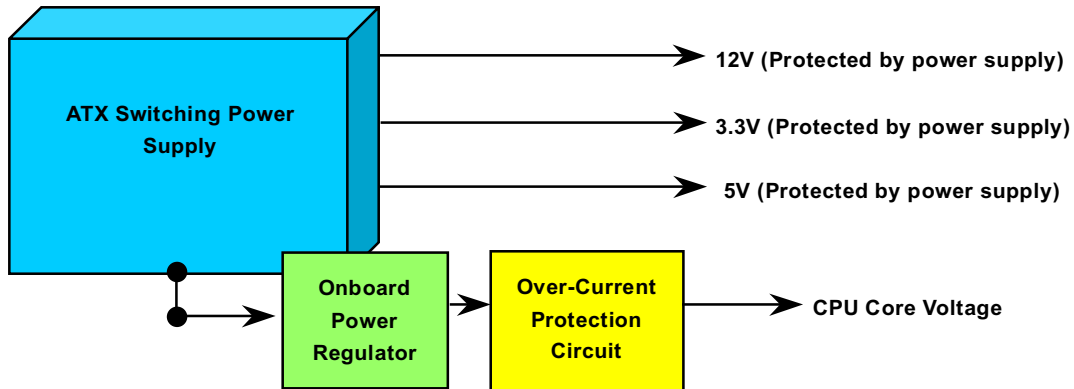 ATX Switching Power
Supply
12V (Protected by power supply)
3.3V (Protected by power supply)
5V (Protected by power supply)
Onboard
Power
Regulator
Over-Current
Protection
Circuit
CPU Core Voltage